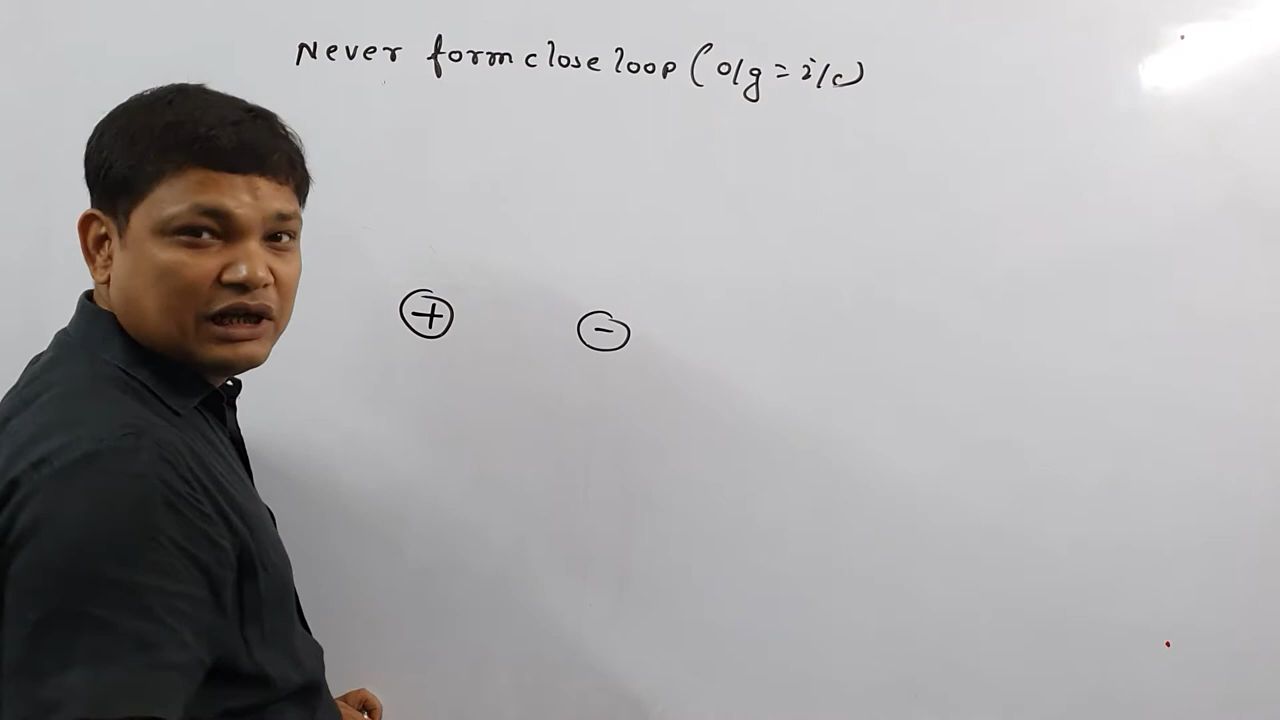 Never form close loop (o/g = i/c)
+ -